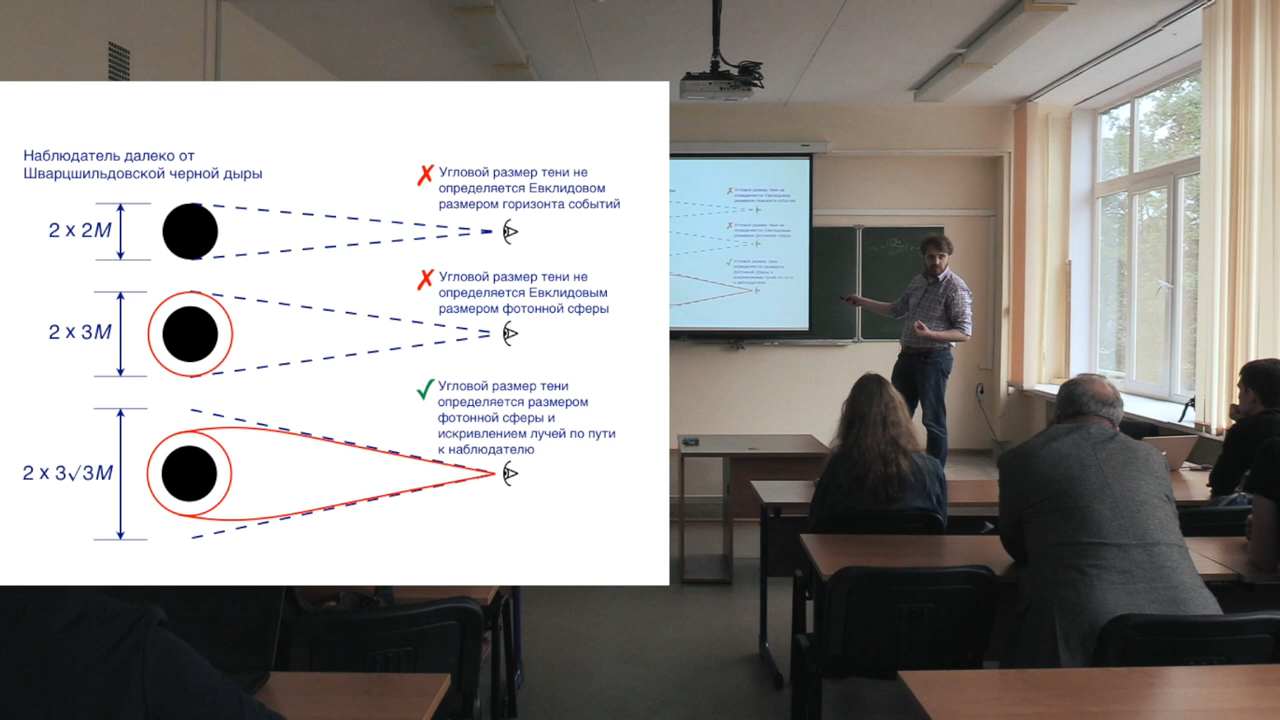 Наблюдатель далеко от
Шварцшильдовской черной дыры
2 x 2M
Угловой размер тени не
определяется Евклидовом
размером горизонта событий
2 x 3M
Угловой размер тени не
определяется Евклидовым
размером фотонной сферы
2 x 3√3M
Угловой размер тени
определяется размером
фотонной сферы и
искривлением лучей по пути
к наблюдателю